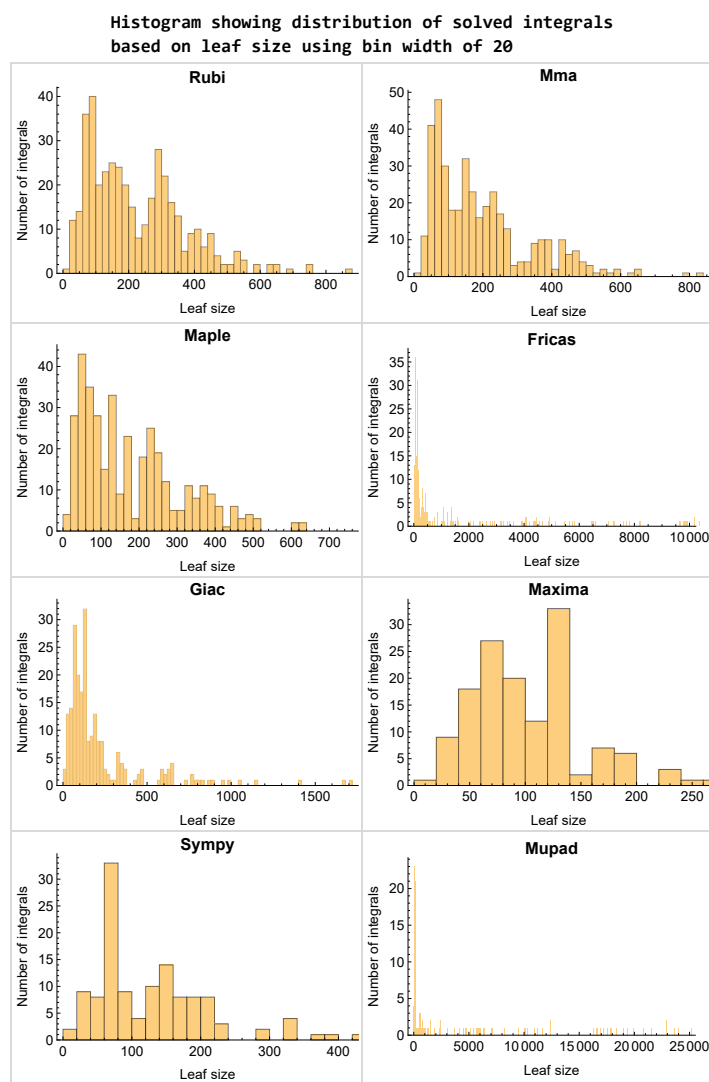 Histogram showing distribution of solved integrals
based on leaf size using bin width of 20
Rubi
Number of integrals
40
30
20
10
0
0 200 400 600 800
Leaf size
Mma
Number of integrals
50
40
30
20
10
0
0 200 400 600 800
Leaf size
Maple
Number of integrals
40
30
20
10
0
0 100 200 300 400 500 600 700
Leaf size
Fricas
Number of integrals
35
30
25
20
15
10
5
0
0 2000 4000 6000 8000 10000
Leaf size
Giac
Number of integrals
30
25
20
15
10
5
0
0 500 1000 1500
Leaf size
Maxima
Number of integrals
30
25
20
15
10
5
0
0 50 100 150 200 250
Leaf size
Sympy
Number of integrals
30
25
20
15
10
5
0
0 100 200 300 400
Leaf size
Mupad
Number of integrals
20
15
10
5
0
0 5000 10000 15000 20000 25000
Leaf size